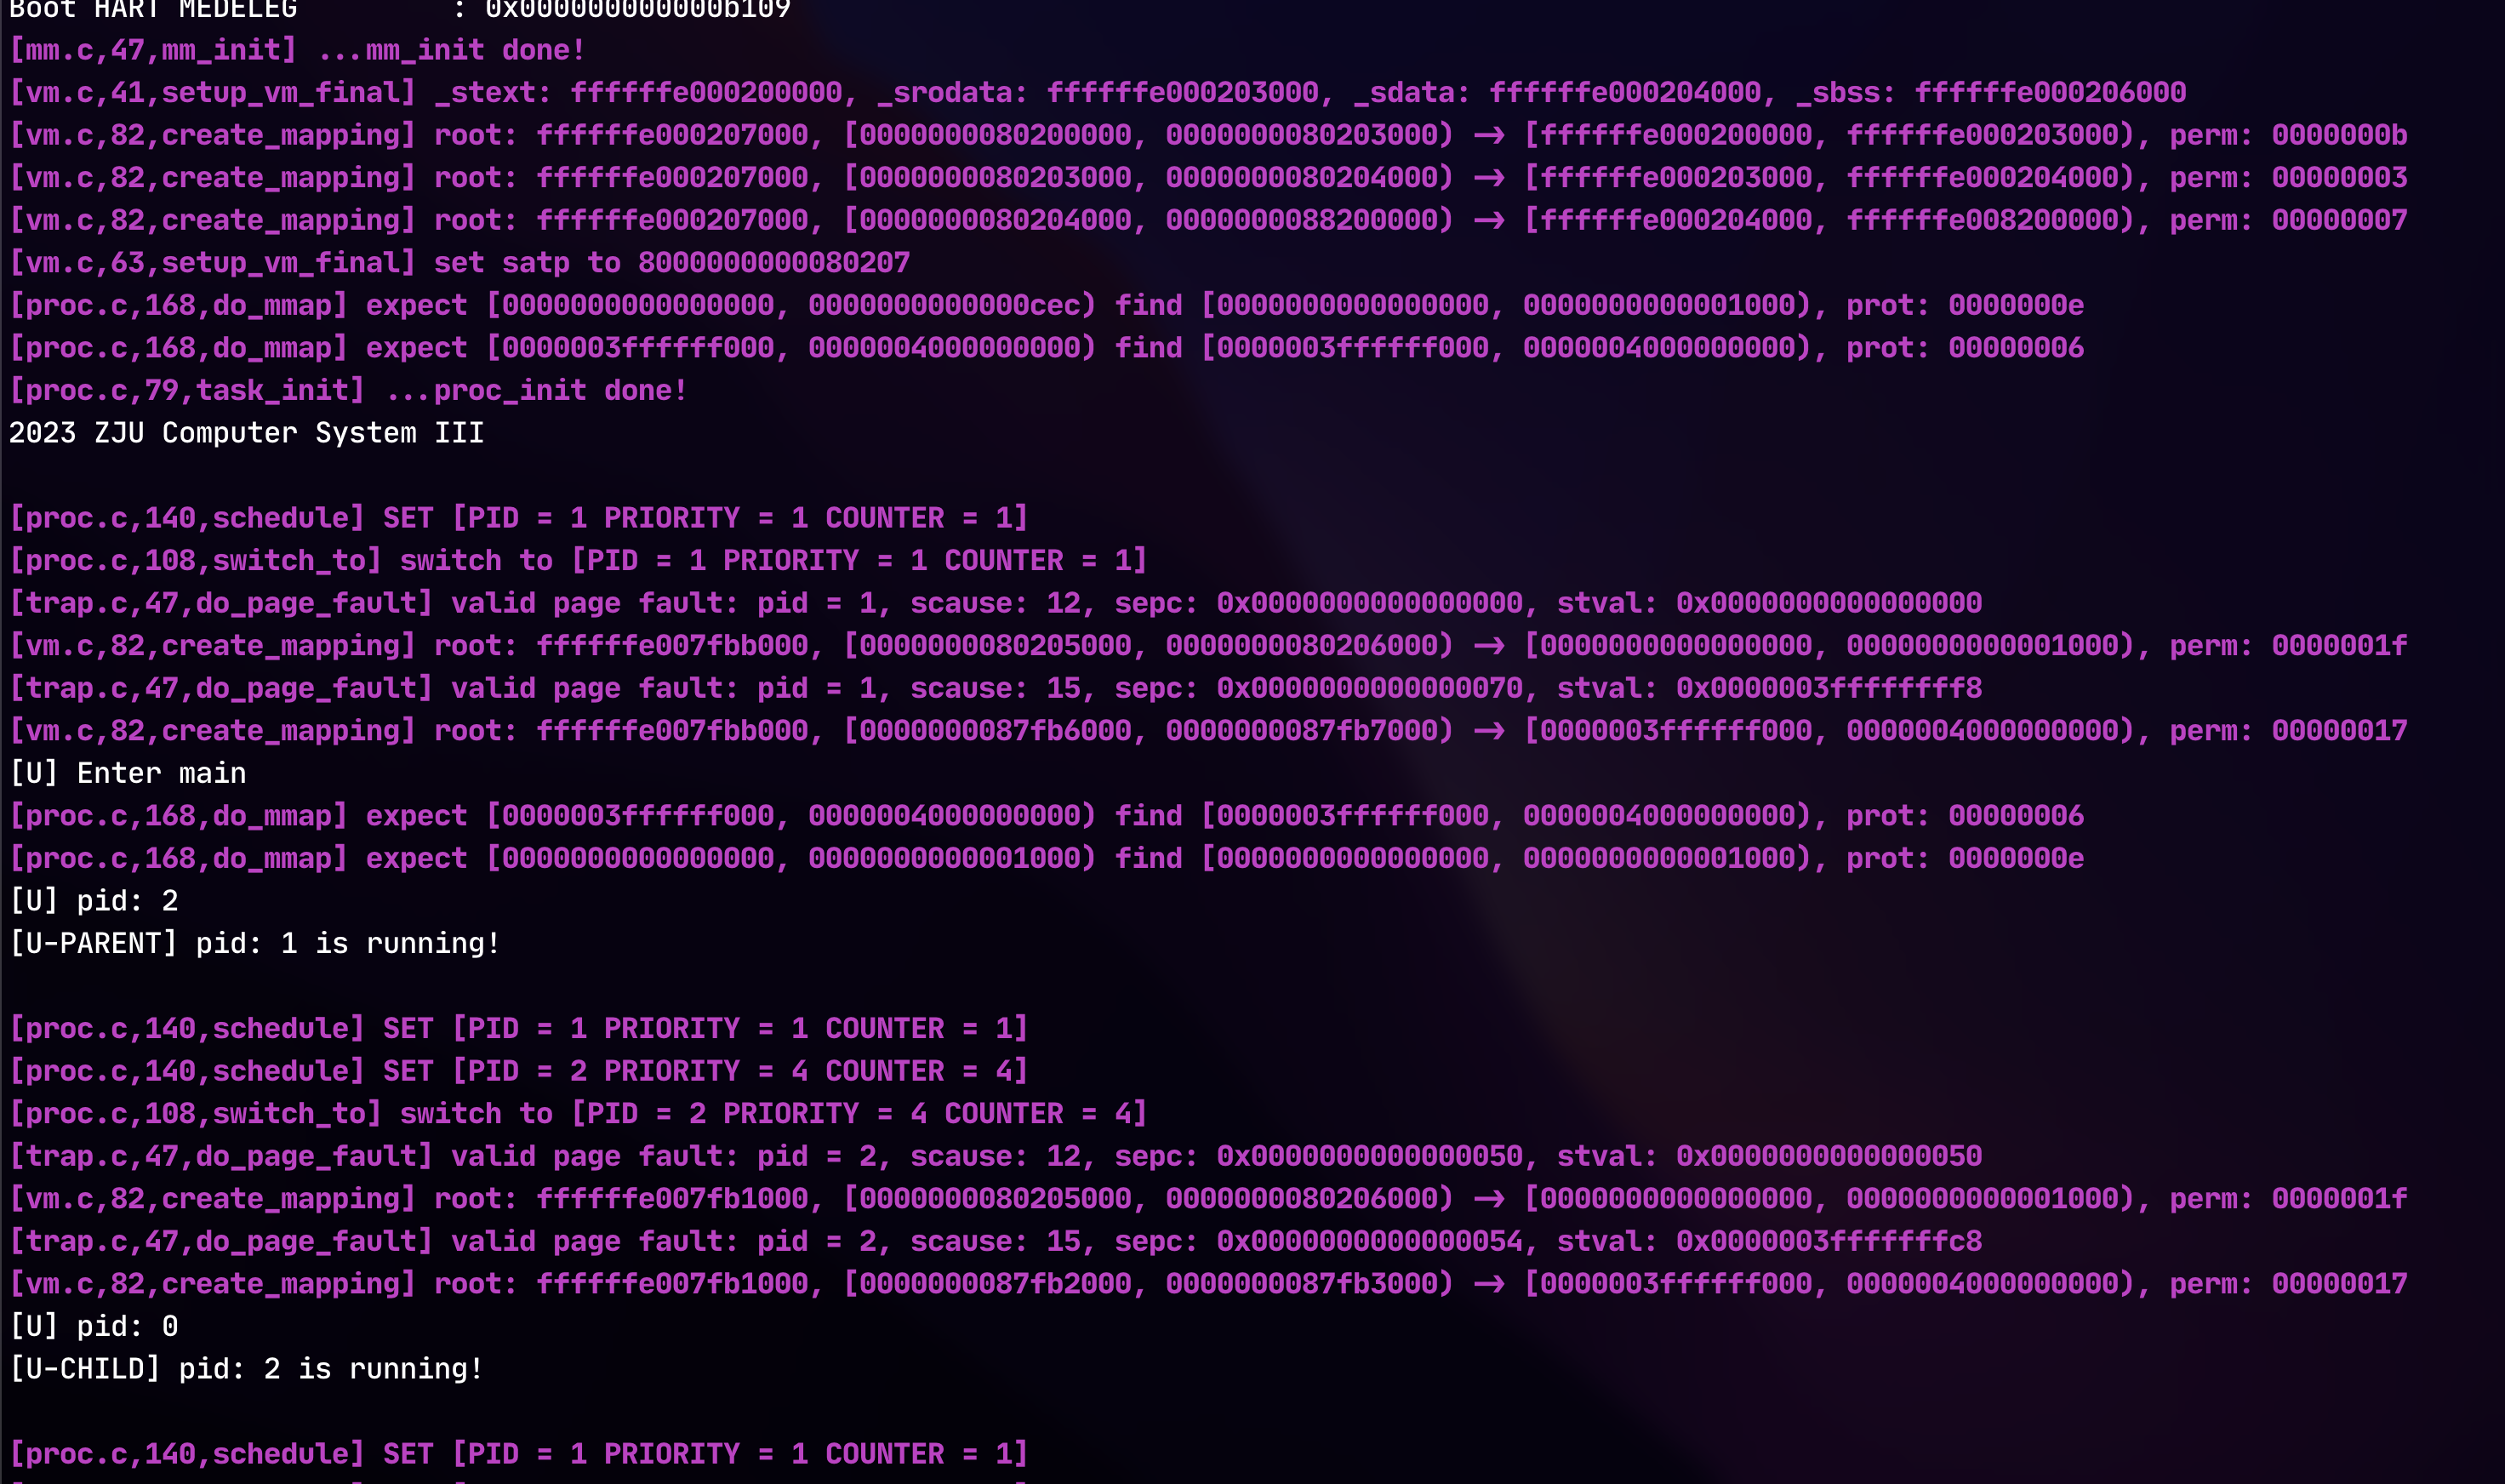 Boot HART MEDELEG         : 0x000000000000b109
[mm.c,47,mm_init] ...mm_init done!
[vm.c,41,setup_vm_final] _stext: ffffffe000200000, _srodata: ffffffe000203000, _sdata: ffffffe000204000, _sbss: ffffffe000206000
[vm.c,82,create_mapping] root: ffffffe000207000, [0000000080200000, 0000000080203000) -> [ffffffe000200000, ffffffe000203000), perm: 0000000b
[vm.c,82,create_mapping] root: ffffffe000207000, [0000000080203000, 0000000080204000) -> [ffffffe000203000, ffffffe000204000), perm: 00000003
[vm.c,82,create_mapping] root: ffffffe000207000, [0000000080204000, 0000000088200000) -> [ffffffe000204000, ffffffe008200000), perm: 00000007
[vm.c,63,setup_vm_final] set satp to 8000000000080207
[proc.c,168,do_mmap] expect [0000000000000000, 0000000000000cec) find [0000000000000000, 0000000000001000), prot: 0000000e
[proc.c,168,do_mmap] expect [0000003ffffff000, 0000004000000000) find [0000003ffffff000, 0000004000000000), prot: 00000006
[proc.c,79,task_init] ...proc_init done!
2023 ZJU Computer System III
[proc.c,140,schedule] SET [PID = 1 PRIORITY = 1 COUNTER = 1]
[proc.c,108,switch_to] switch to [PID = 1 PRIORITY = 1 COUNTER = 1]
[trap.c,47,do_page_fault] valid page fault: pid = 1, scause: 12, sepc: 0x0000000000000000, stval: 0x0000000000000000
[vm.c,82,create_mapping] root: ffffffe007fbb000, [0000000080205000, 0000000080206000) -> [0000000000000000, 0000000000001000), perm: 0000001f
[trap.c,47,do_page_fault] valid page fault: pid = 1, scause: 15, sepc: 0x0000000000000070, stval: 0x0000003ffffffff8
[vm.c,82,create_mapping] root: ffffffe007fbb000, [0000000087fb6000, 0000000087fb7000) -> [0000003ffffff000, 0000004000000000), perm: 00000017
[U] Enter main
[proc.c,168,do_mmap] expect [0000003ffffff000, 0000004000000000) find [0000003ffffff000, 0000004000000000), prot: 00000006
[proc.c,168,do_mmap] expect [0000000000000000, 0000000000001000) find [0000000000000000, 0000000000001000), prot: 0000000e
[U] pid: 2
[U-PARENT] pid: 1 is running!
[proc.c,140,schedule] SET [PID = 1 PRIORITY = 1 COUNTER = 1]
[proc.c,140,schedule] SET [PID = 2 PRIORITY = 4 COUNTER = 4]
[proc.c,108,switch_to] switch to [PID = 2 PRIORITY = 4 COUNTER = 4]
[trap.c,47,do_page_fault] valid page fault: pid = 2, scause: 12, sepc: 0x0000000000000050, stval: 0x0000000000000050
[vm.c,82,create_mapping] root: ffffffe007fb1000, [0000000080205000, 0000000080206000) -> [0000000000000000, 0000000000001000), perm: 0000001f
[trap.c,47,do_page_fault] valid page fault: pid = 2, scause: 15, sepc: 0x0000000000000054, stval: 0x0000003fffffffc8
[vm.c,82,create_mapping] root: ffffffe007fb1000, [0000000087fb2000, 0000000087fb3000) -> [0000003ffffff000, 0000004000000000), perm: 00000017
[U] pid: 0
[U-CHILD] pid: 2 is running!
[proc.c,140,schedule] SET [PID = 1 PRIORITY = 1 COUNTER = 1]